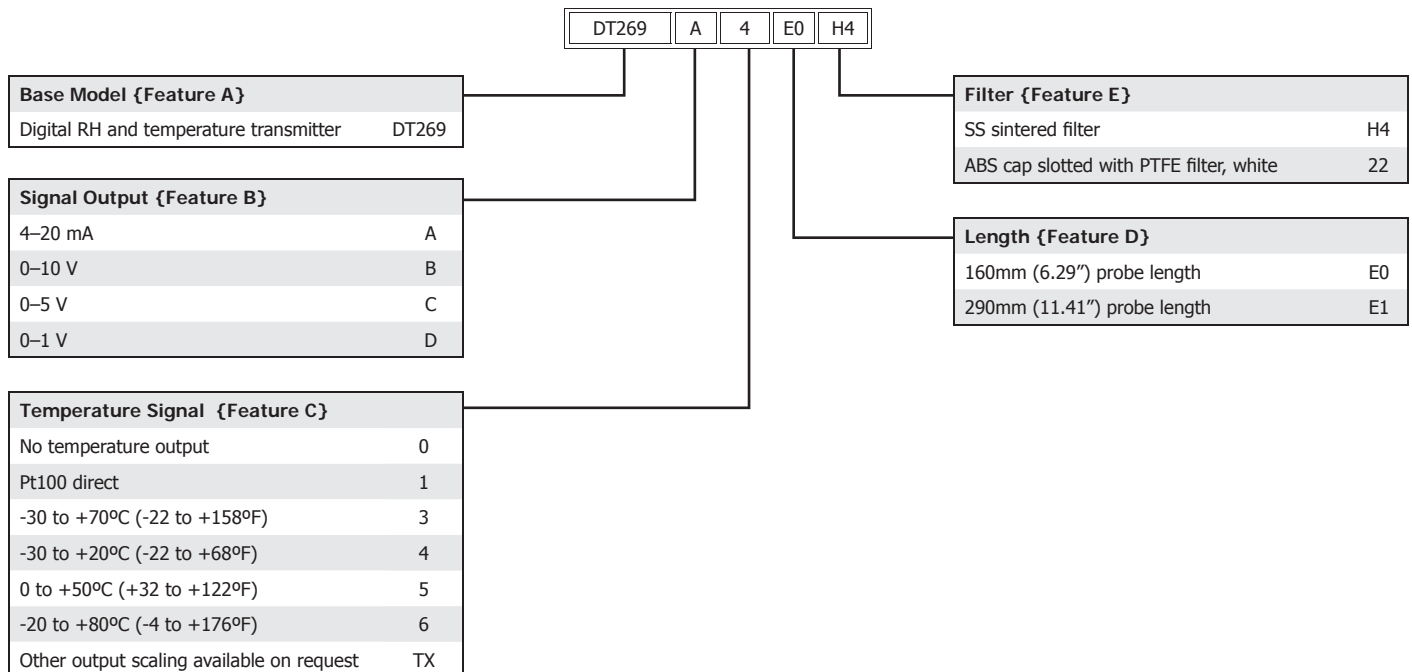 DT269 A 4 E0 H4
Base Model {Feature A}
Digital RH and temperature transmitter DT269
Signal Output {Feature B}
4–20 mA A
0–10 V B
0–5 V C
0–1 V D
Temperature Signal {Feature C}
No temperature output 0
Pt100 direct 1
-30 to +70ºC (-22 to +158ºF) 3
-30 to +20ºC (-22 to +68ºF) 4
0 to +50ºC (+32 to +122ºF) 5
-20 to +80ºC (-4 to +176ºF) 6
Other output scaling available on request TX
Filter {Feature E}
SS sintered filter H4
ABS cap slotted with PTFE filter, white 22
Length {Feature D}
160mm (6.29″) probe length E0
290mm (11.41″) probe length E1